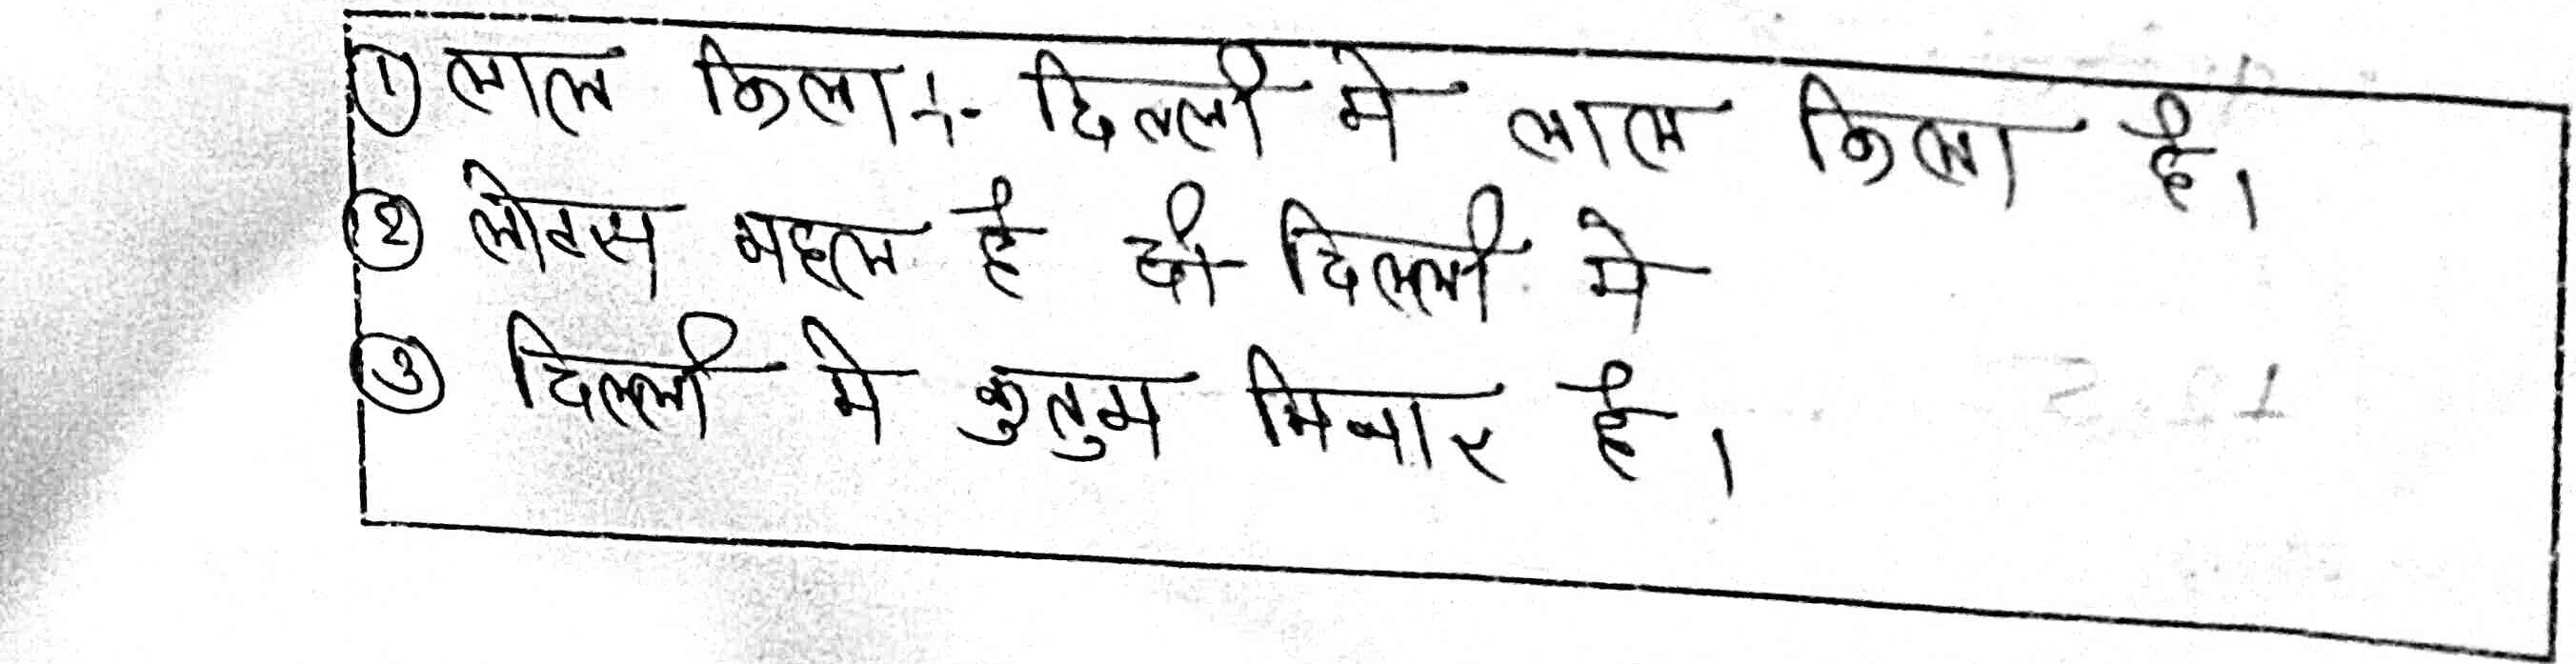 ① लाल किला :- दिल्ली मे लाल किला है।
② लोटस महल है दी दिल्ली मे
③ दिल्ली मे कुतुम मिनार है।